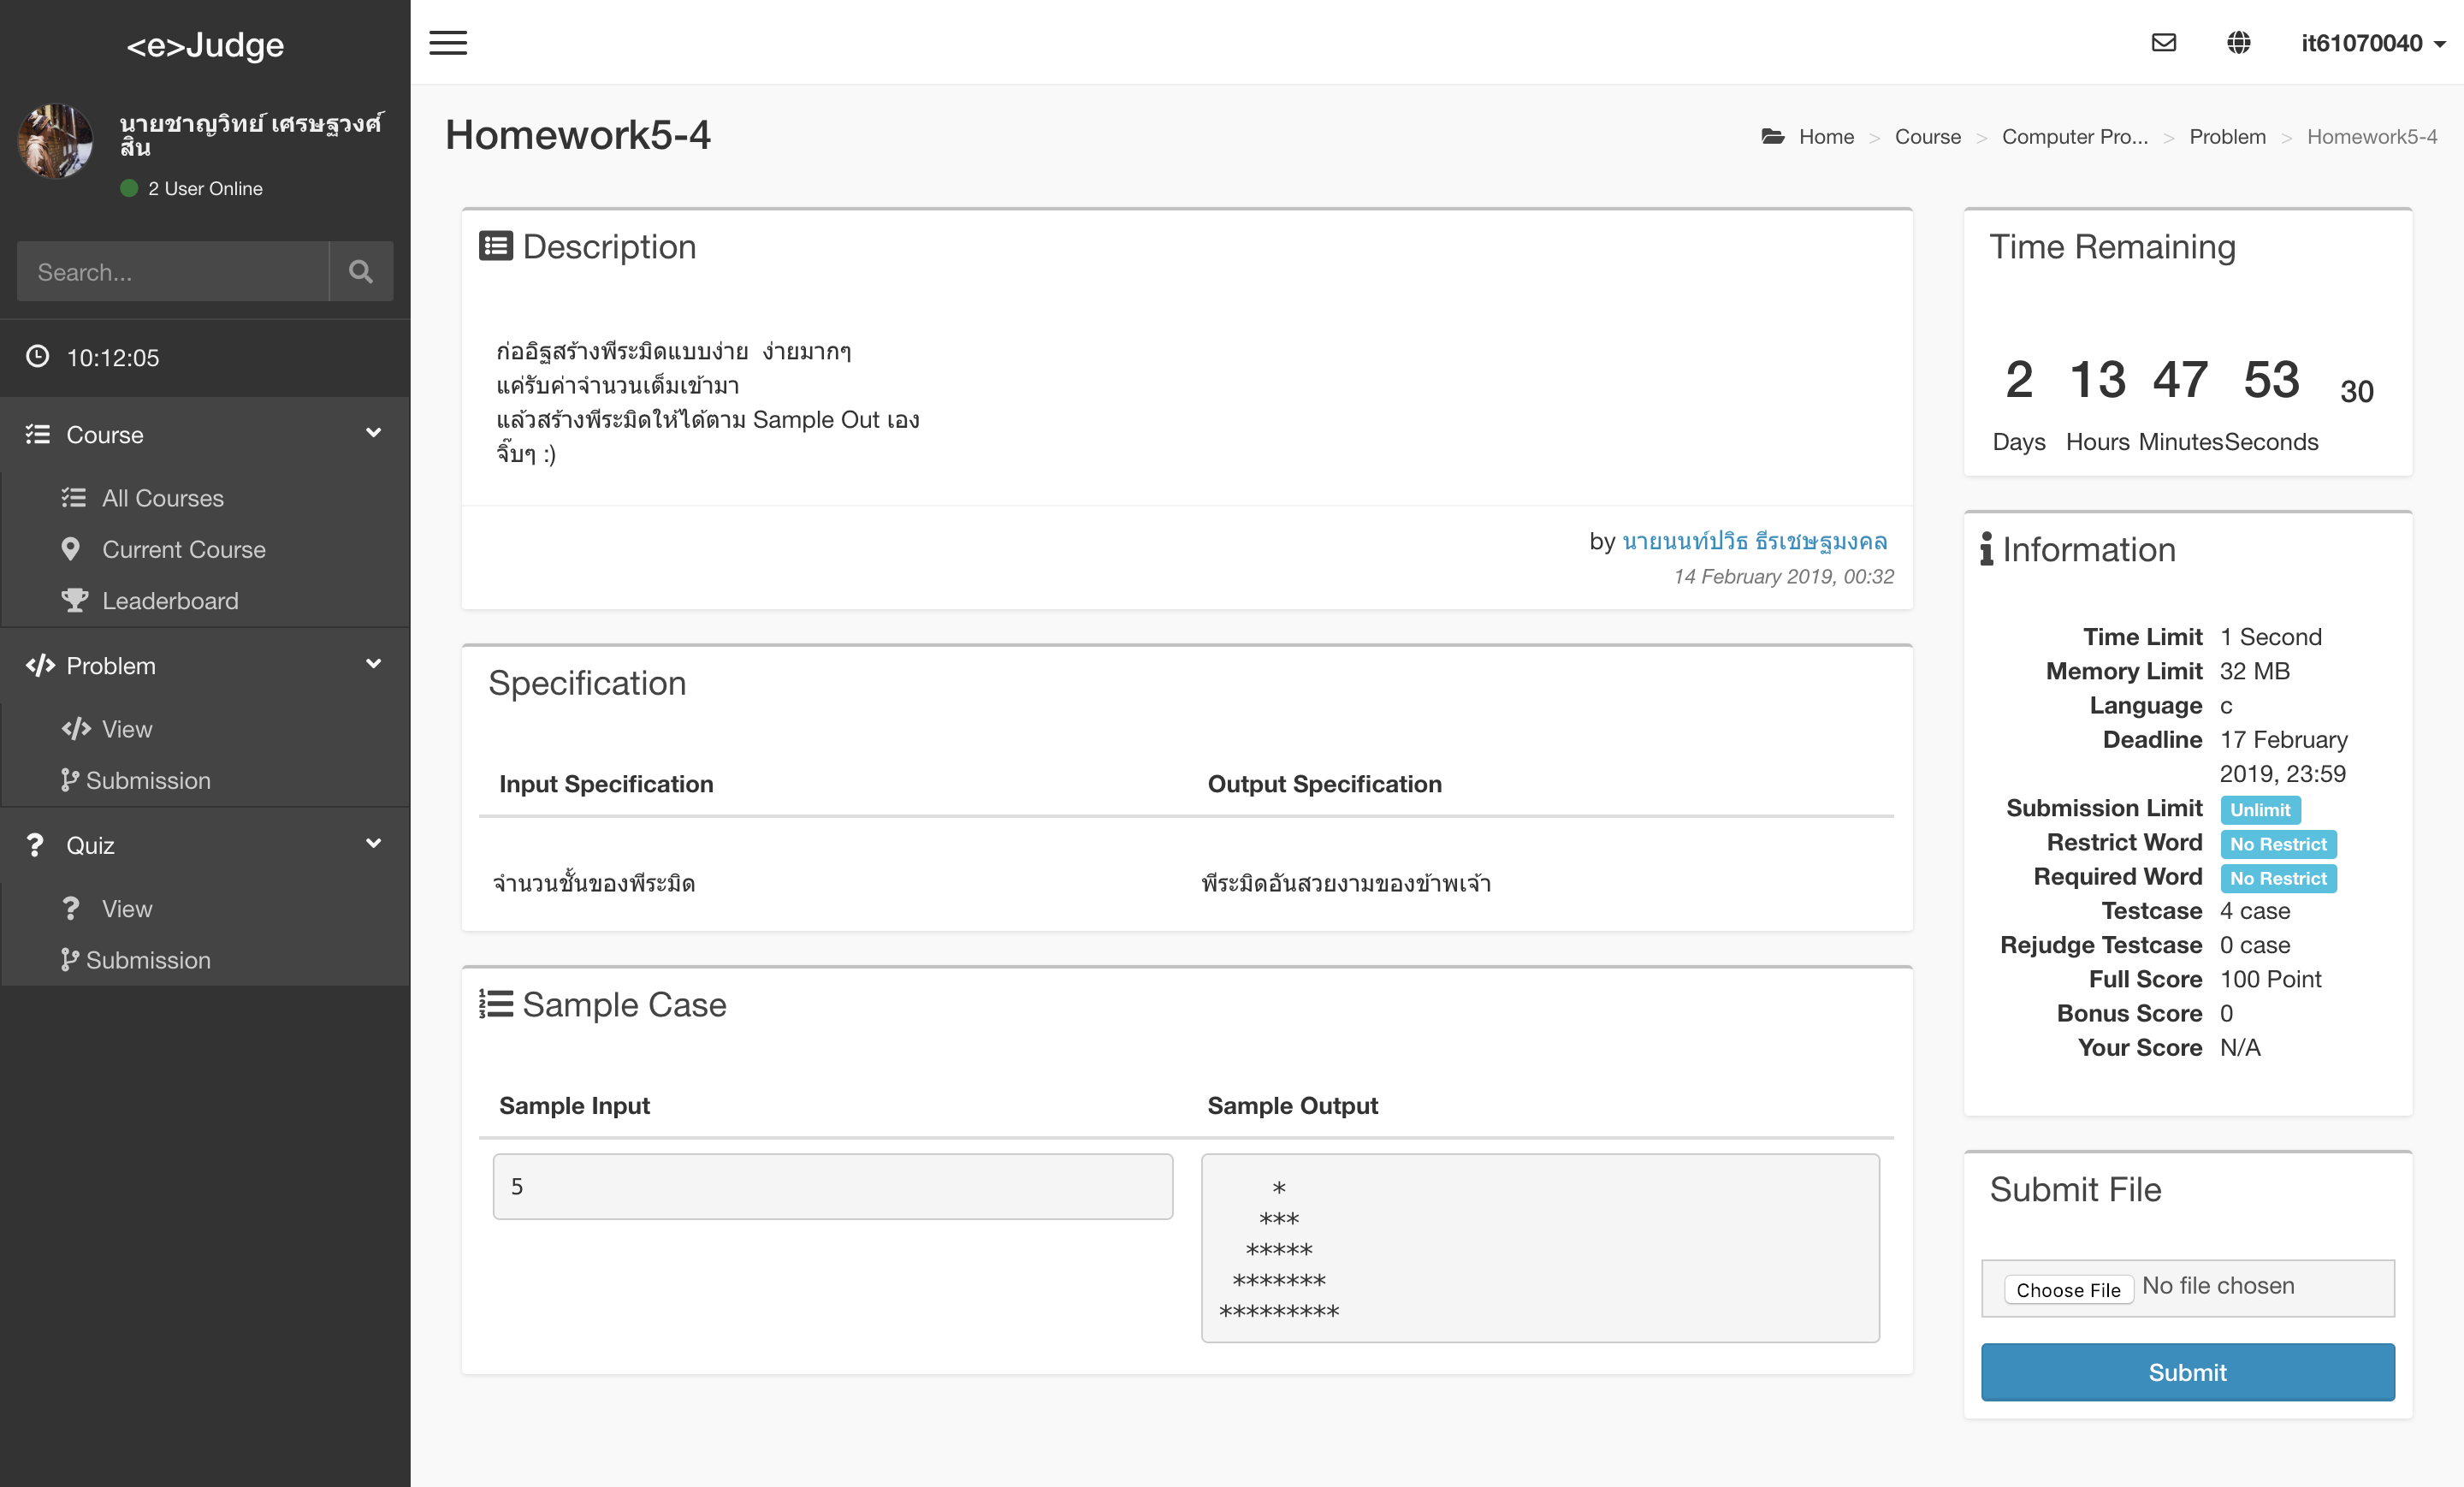 <e>Judge
นายชาญวิทย์ เศรษฐวงศ์
สิน
2 User Online
Search...
10:12:05
Course
All Courses
Current Course
Leaderboard
Problem
View
Submission
Quiz
View
Submission
it61070040
Homework5-4
Home > Course > Computer Pro... > Problem > Homework5-4
Description
ก่ออิฐสร้างพีระมิดแบบง่าย  ง่ายมากๆ
แค่รับค่าจำนวนเต็มเข้ามา
แล้วสร้างพีระมิดให้ได้ตาม Sample Out เอง
จิ๊บๆ :)
by นายนนท์ปวิธ ธีรเชษฐมงคล
14 February 2019, 00:32
Specification
Input Specification Output Specification
จำนวนชั้นของพีระมิด พีระมิดอันสวยงามของข้าพเจ้า
Sample Case
Sample Input Sample Output
5
    *
   ***
  *****
 *******
*********
Time Remaining
2 13 47 53 30
Days Hours Minutes Seconds
Information
Time Limit 1 Second
Memory Limit 32 MB
Language c
Deadline 17 February
2019, 23:59
Submission Limit Unlimit
Restrict Word No Restrict
Required Word No Restrict
Testcase 4 case
Rejudge Testcase 0 case
Full Score 100 Point
Bonus Score 0
Your Score N/A
Submit File
Choose File No file chosen
Submit